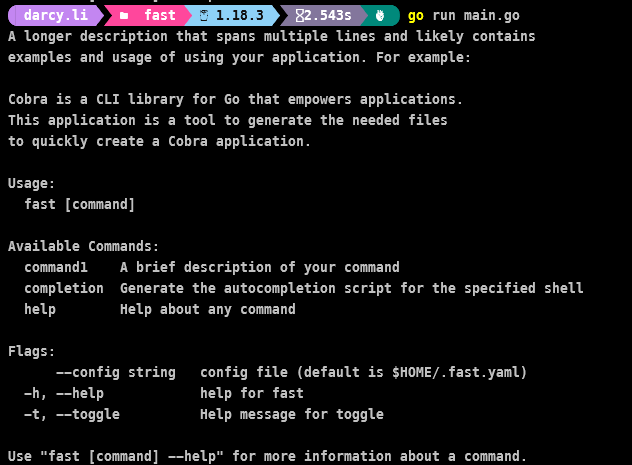 darcy.li fast 1.18.3 2.543s go run main.go
A longer description that spans multiple lines and likely contains
examples and usage of using your application. For example:

Cobra is a CLI library for Go that empowers applications.
This application is a tool to generate the needed files
to quickly create a Cobra application.

Usage:
  fast [command]

Available Commands:
  command1    A brief description of your command
  completion  Generate the autocompletion script for the specified shell
  help        Help about any command

Flags:
      --config string   config file (default is $HOME/.fast.yaml)
  -h, --help            help for fast
  -t, --toggle          Help message for toggle

Use "fast [command] --help" for more information about a command.